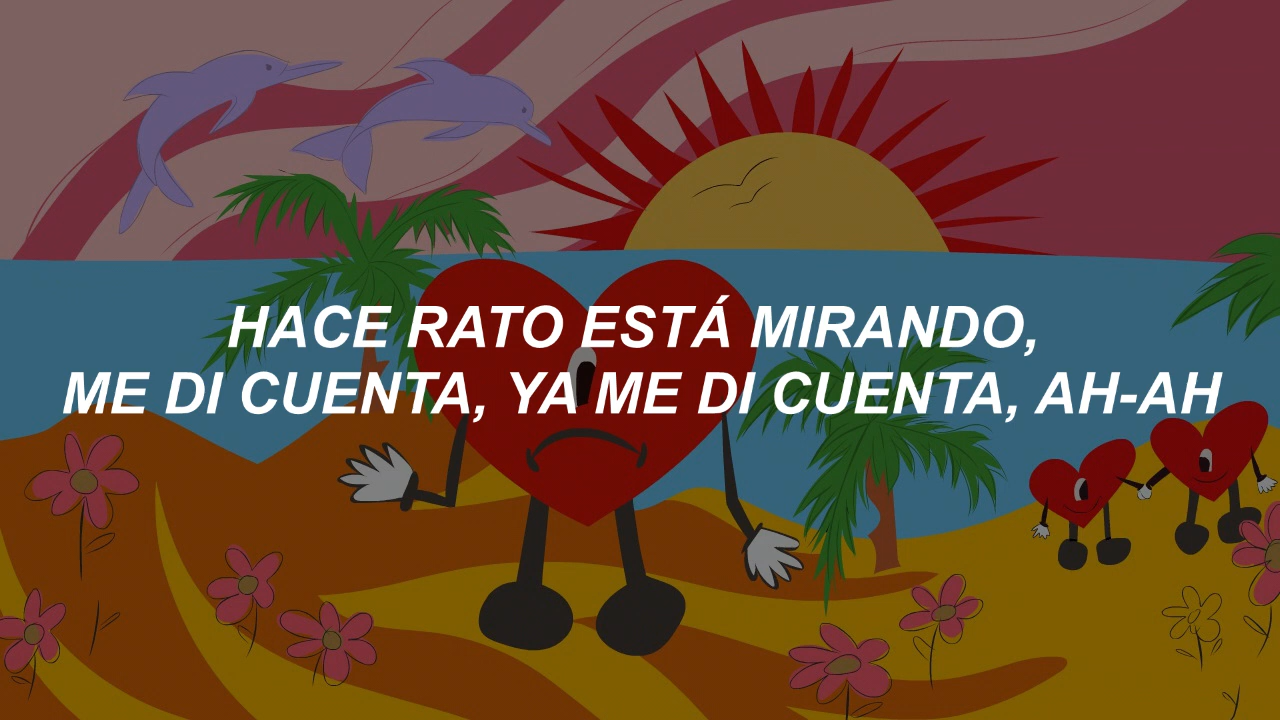 HACE RATO ESTÁ MIRANDO,
ME DI CUENTA, YA ME DI CUENTA, AH-AH